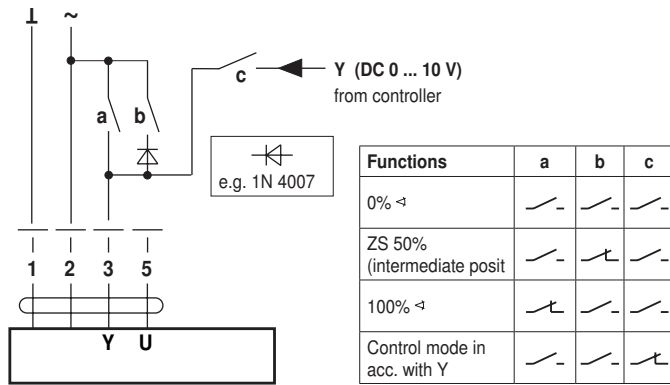 ⊥ ~
Y (DC 0 ... 10 V)
from controller
c
a b
e.g. 1N 4007
Functions a b c
0% ⊲
ZS 50%
(intermediate posit
100% ⊲
Control mode in
acc. with Y
1 2 3 5
Y U